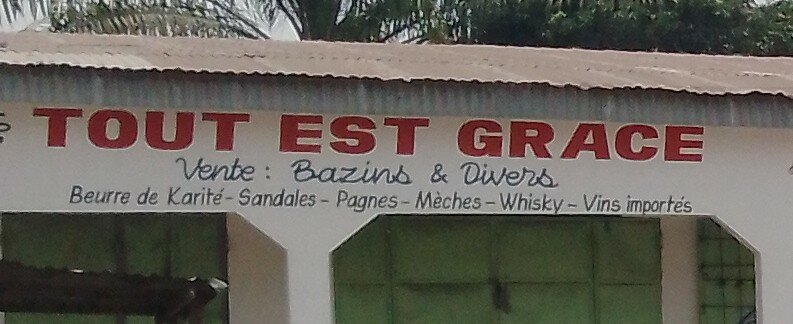 TOUT EST GRACE
Vente : Bazins & Divers
Beurre de Karité - Sandales - Pagnes - Mèches - Whisky - Vins importés